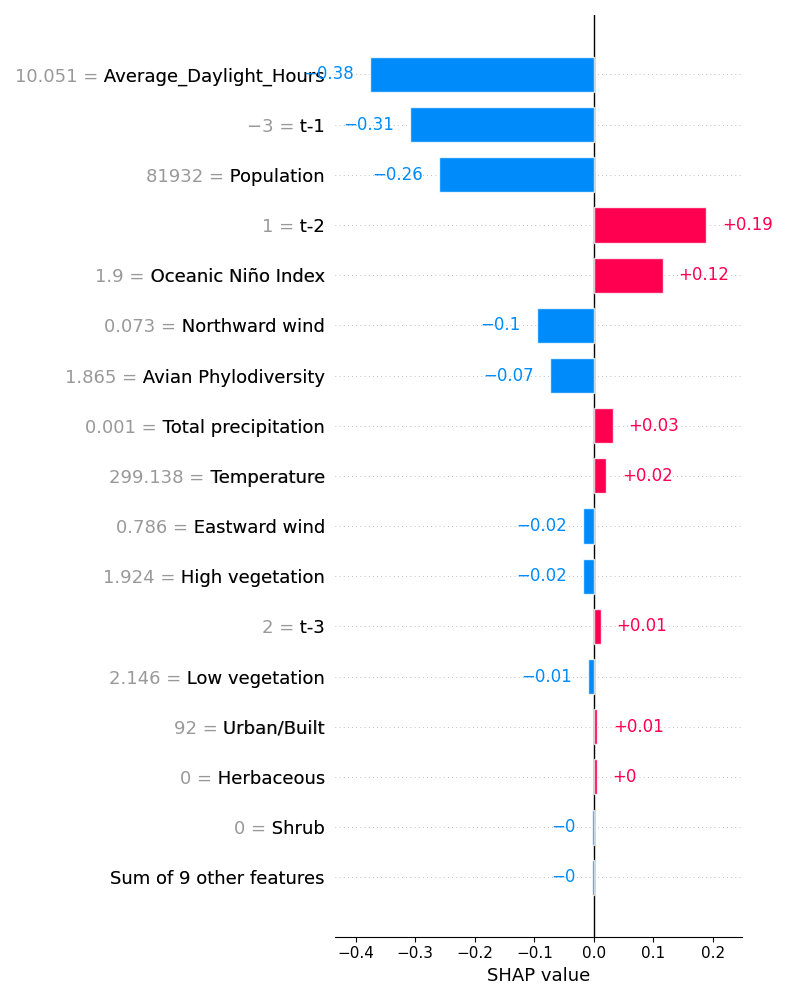 10.051 = Average_Daylight_Hours −0.38
−3 = t-1 −0.31
81932 = Population −0.26
1 = t-2 +0.19
1.9 = Oceanic Niño Index +0.12
0.073 = Northward wind −0.1
1.865 = Avian Phylodiversity −0.07
0.001 = Total precipitation +0.03
299.138 = Temperature +0.02
0.786 = Eastward wind −0.02
1.924 = High vegetation −0.02
2 = t-3 +0.01
2.146 = Low vegetation −0.01
92 = Urban/Built +0.01
0 = Herbaceous +0
0 = Shrub −0
Sum of 9 other features −0
−0.4 −0.3 −0.2 −0.1 0.0 0.1 0.2
SHAP value